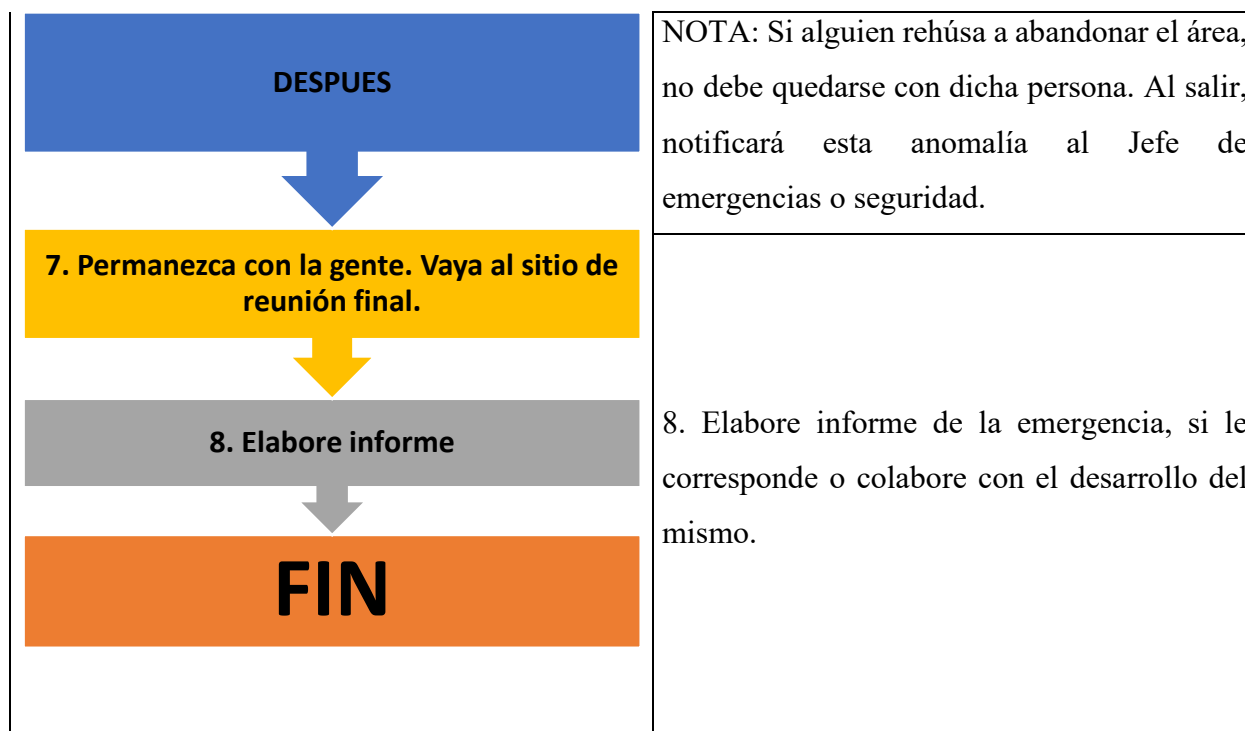 DESPUES
7. Permanezca con la gente. Vaya al sitio de
reunión final.
8. Elabore informe
FIN
NOTA: Si alguien rehúsa a abandonar el área,
no debe quedarse con dicha persona. Al salir,
notificará esta anomalía al Jefe de
emergencias o seguridad.
8. Elabore informe de la emergencia, si le
corresponde o colabore con el desarrollo del
mismo.